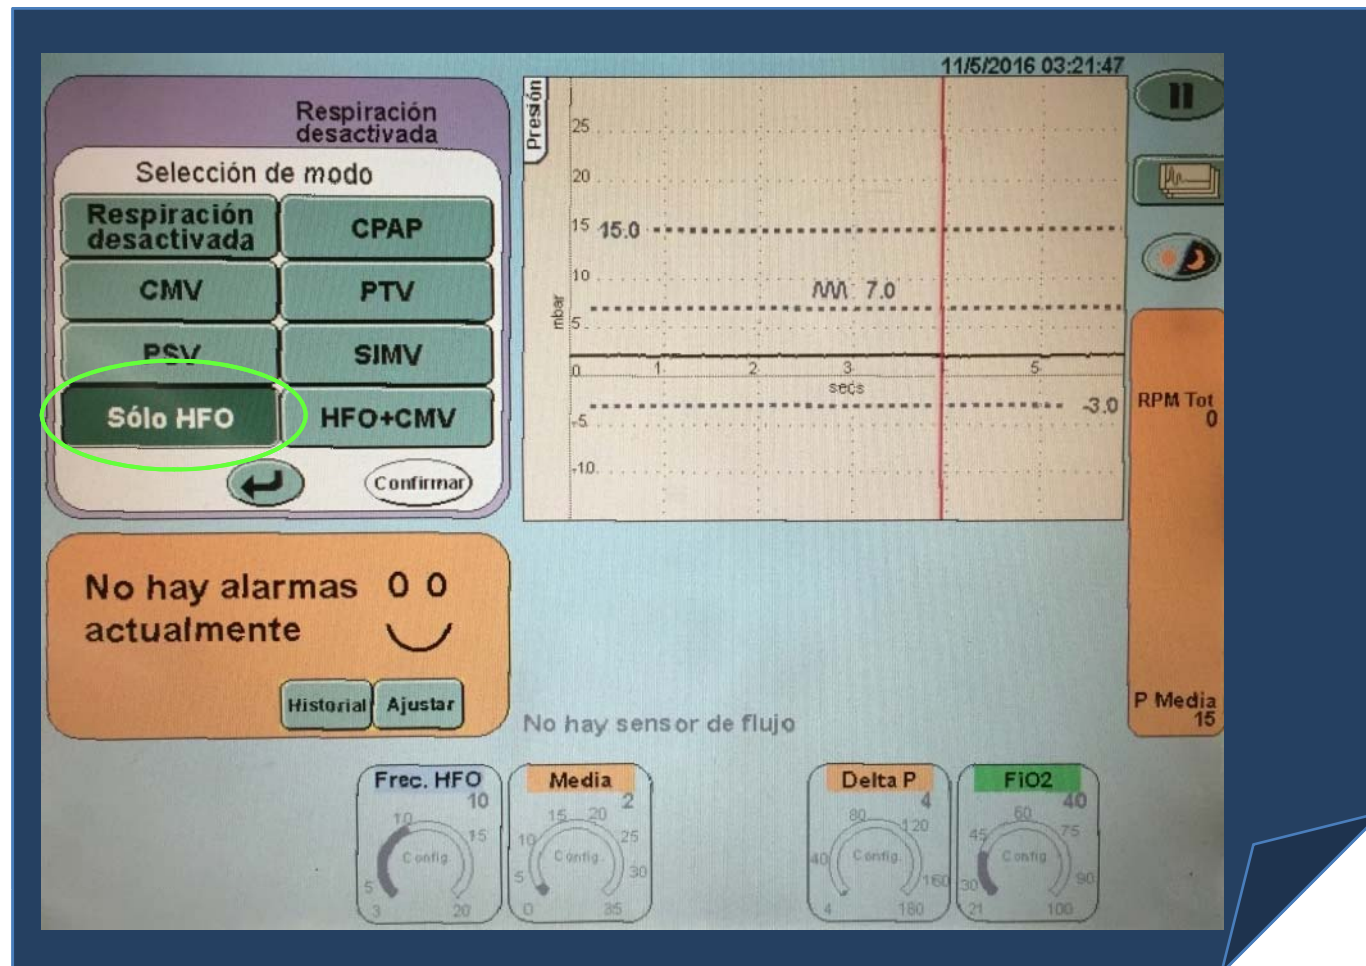 11/5/2016 03:21:47
Respiración
desactivada
Selección de modo
Respiración
desactivada
CPAP
CMV
PTV
PSV
SIMV
Sólo HFO
HFO+CMV
Confirmar
No hay alarmas
actualmente
Historial
Ajustar
Presión
25
20
15
15.0
10
7.0
mbar
5
0
1
2
3
5
secs
-3.0
-5
-10
RPM Tot
0
P Media
15
No hay sensor de flujo
Frec. HFO
10
10
15
Config.
5
3
20
Media
2
15
20
10
25
Config.
5
30
0
35
Delta P
4
80
120
40
Config.
160
4
180
FiO2
40
60
45
75
Config.
30
90
21
100